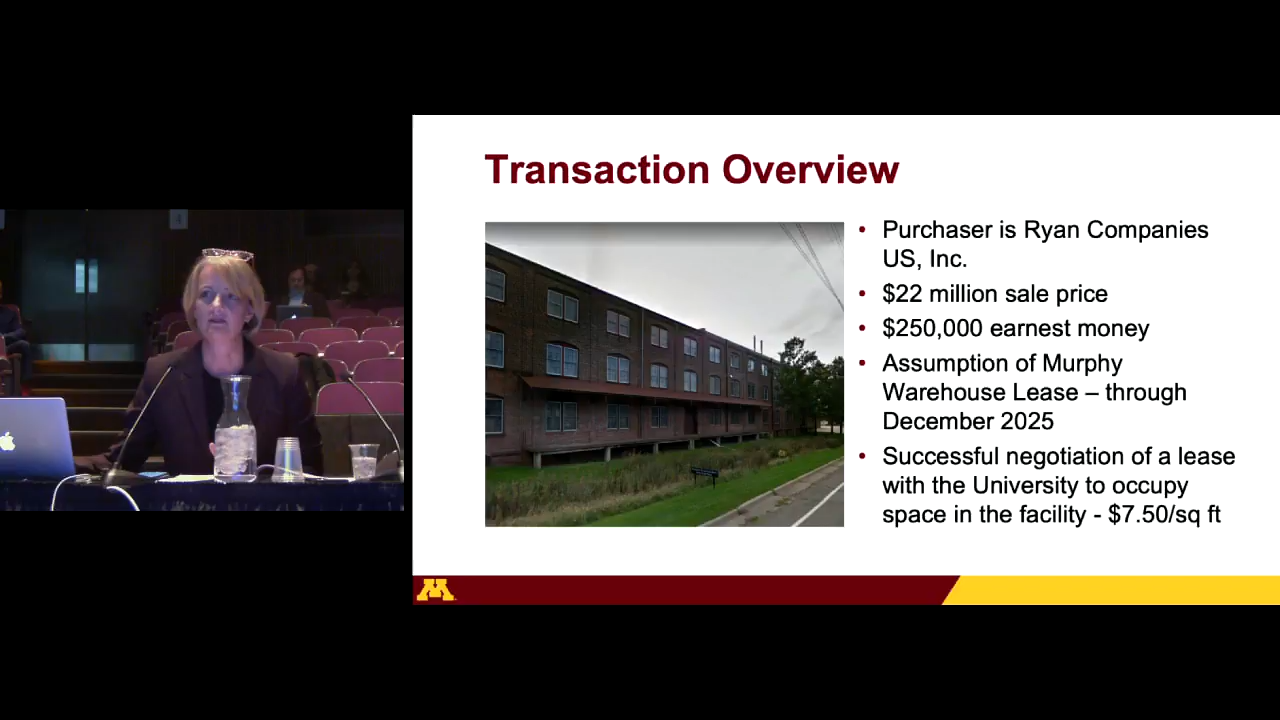 Transaction Overview
• Purchaser is Ryan Companies
US, Inc.
• $22 million sale price
• $250,000 earnest money
• Assumption of Murphy
Warehouse Lease – through
December 2025
• Successful negotiation of a lease
with the University to occupy
space in the facility - $7.50/sq ft
M